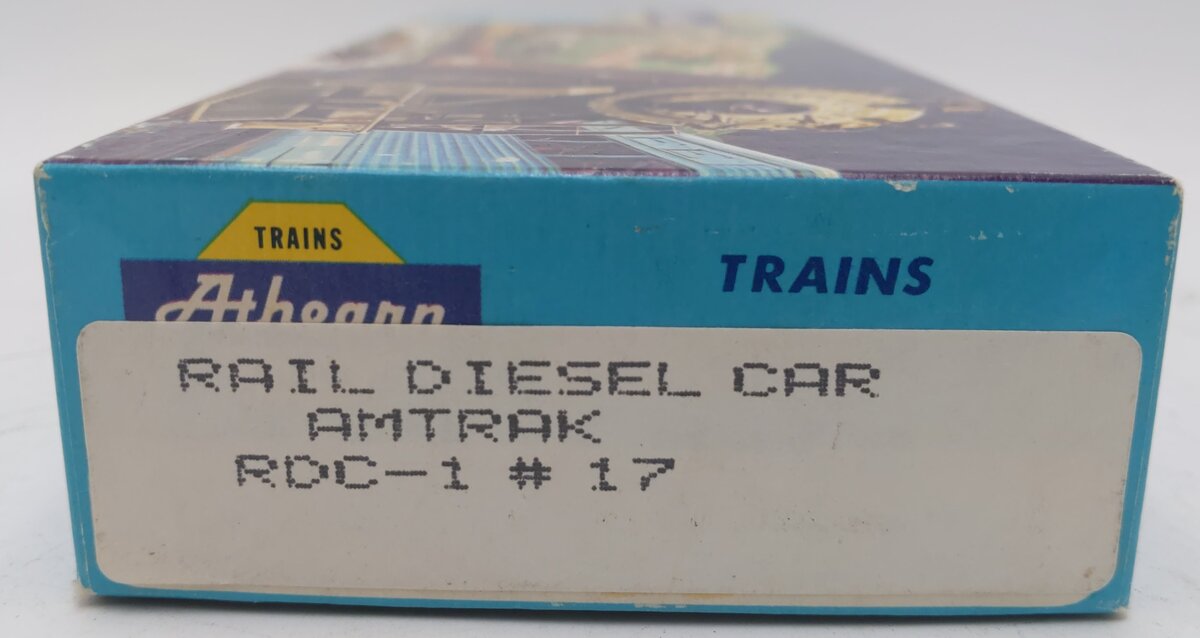 TRAINS
Athearn
TRAINS
RAIL DIESEL CAR
AMTRAK
RDC-1 # 17